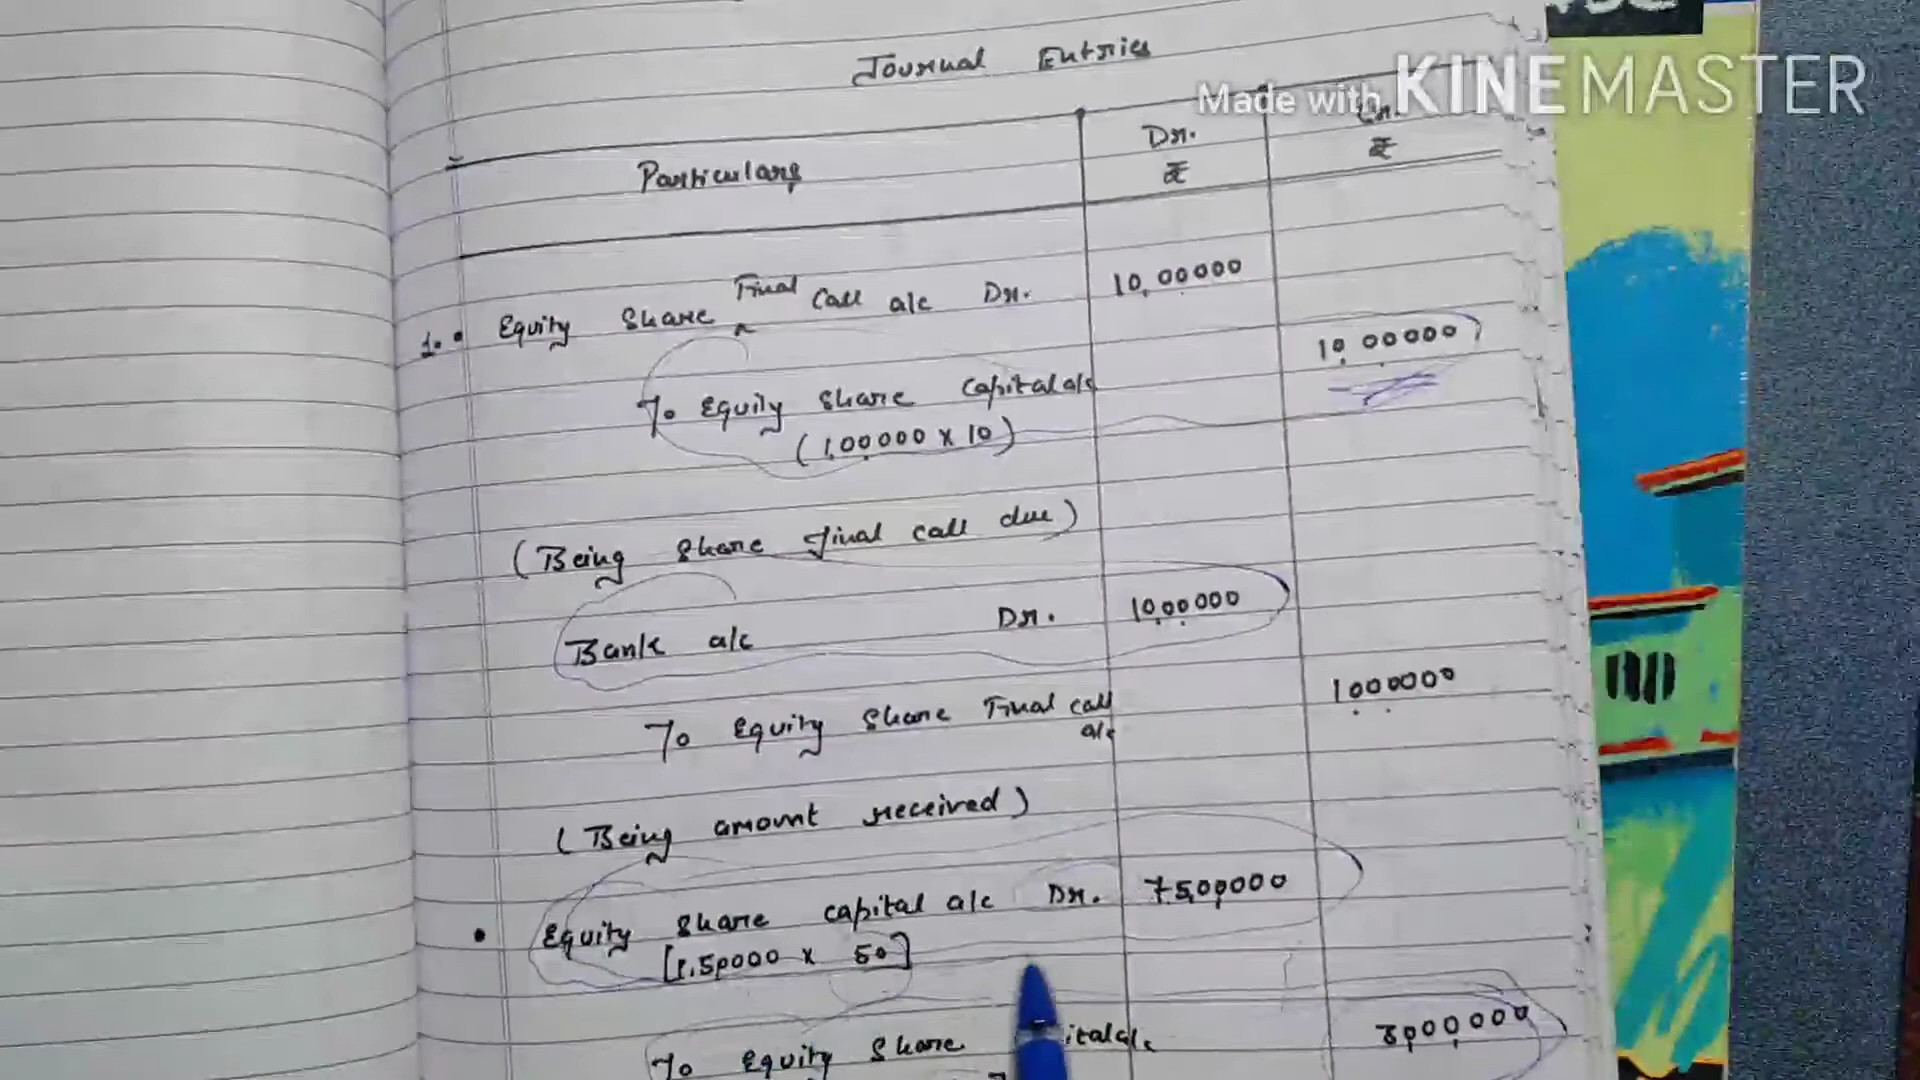 Journal Entries
Made with KINEMASTER
Particulars
Dr.
₹
Cr.
₹
1. • Equity Share Final Call a/c Dr. 10,00000
10 00000
To Equity Share Capital a/c
(1,00000 x 10)
(Being Share final call due)
Bank a/c Dr. 10,00000
To Equity Share Final call a/c 1000000
(Being amount received)
• Equity Share capital a/c Dr. 7500000
[1,50000 x 50]
To Equity Share